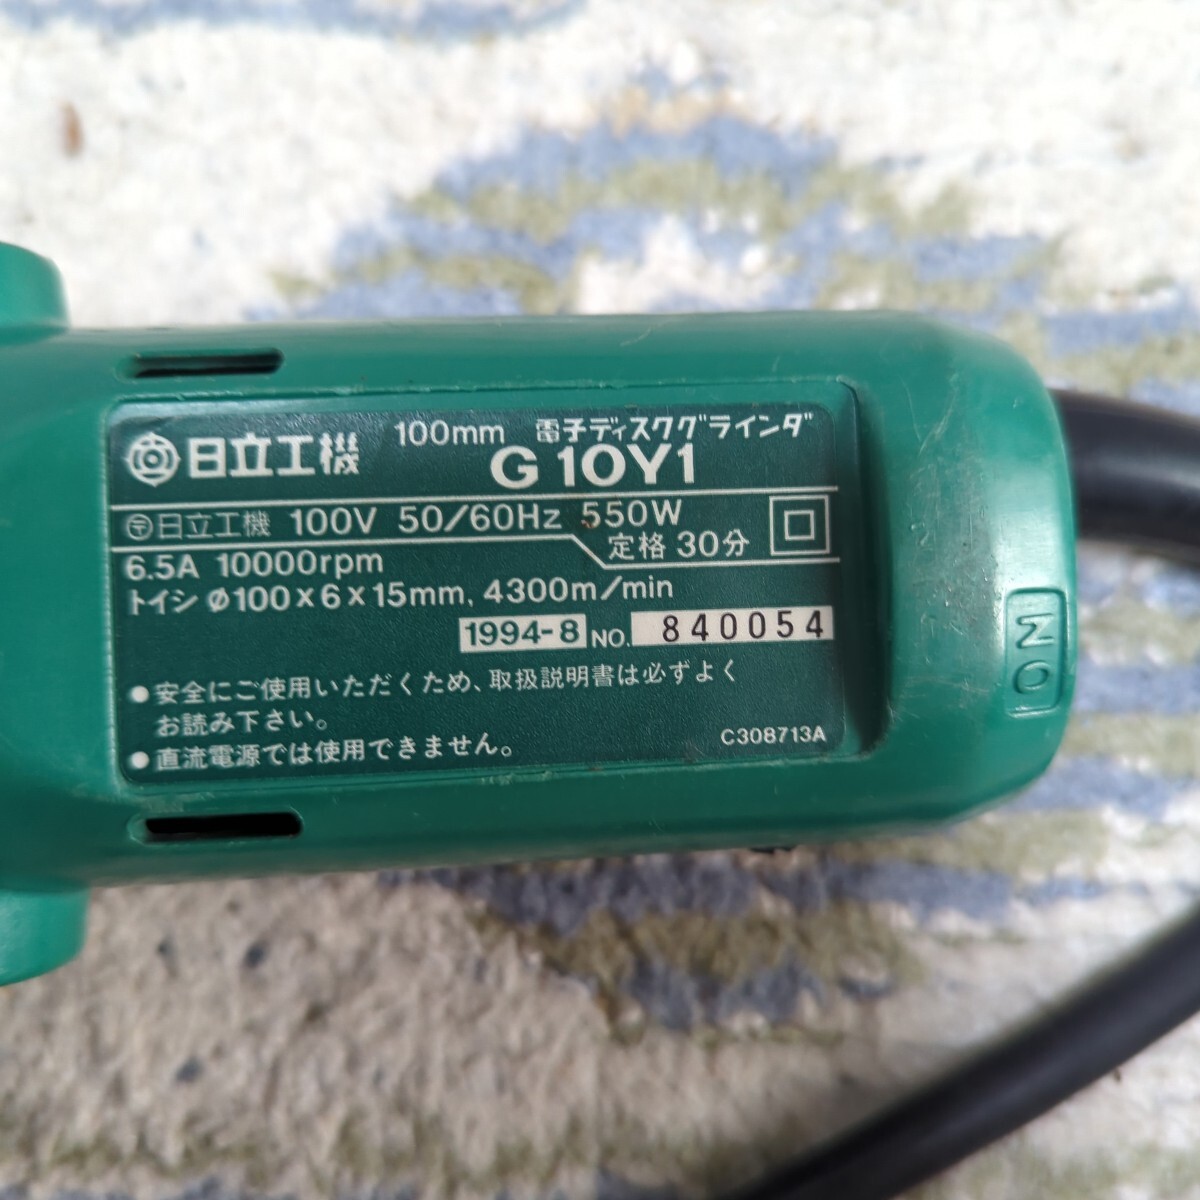 日立工機 100mm 電子ディスクグラインダ
G 10Y1
〒日立工機 100V 50/60Hz 550W
定格 30分
6.5A 10000rpm
トイシ φ100×6×15mm, 4300m/min
1994-8 NO. 840054
●安全にご使用いただくため、取扱説明書は必ずよく
お読み下さい。
●直流電源では使用できません。
C308713A
ON